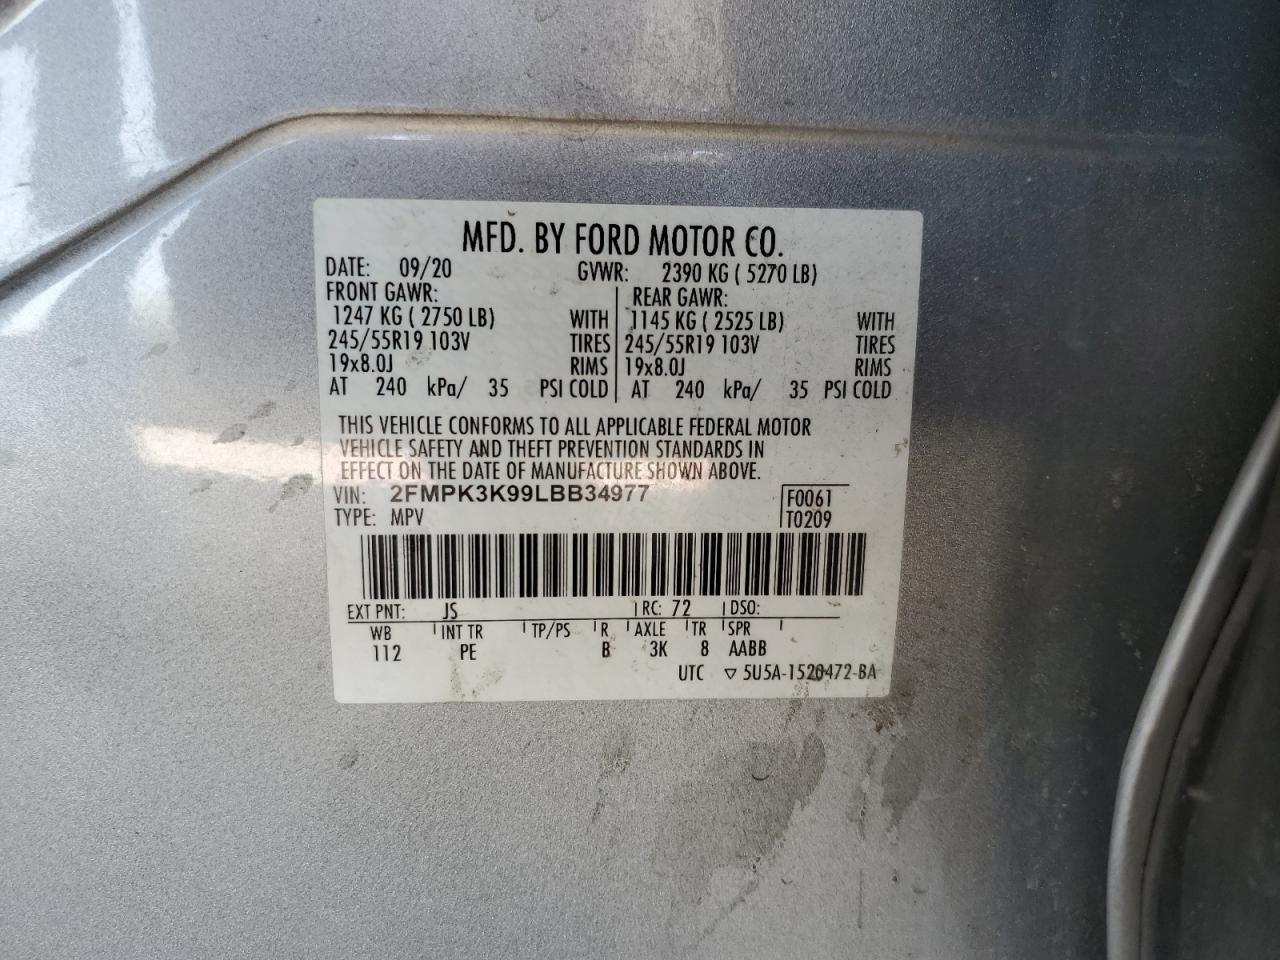 MFD. BY FORD MOTOR CO.
DATE: 09/20 GVWR: 2390 KG ( 5270 LB)
FRONT GAWR: REAR GAWR:
1247 KG ( 2750 LB) WITH 1145 KG ( 2525 LB) WITH
245/55R19 103V TIRES 245/55R19 103V TIRES
19x8.0J RIMS 19x8.0J RIMS
AT 240 kPa/ 35 PSI COLD AT 240 kPa/ 35 PSI COLD
THIS VEHICLE CONFORMS TO ALL APPLICABLE FEDERAL MOTOR
VEHICLE SAFETY AND THEFT PREVENTION STANDARDS IN
EFFECT ON THE DATE OF MANUFACTURE SHOWN ABOVE.
VIN: 2FMPK3K99LBB34977 F0061
TYPE: MPV T0209
EXT PNT: JS RC: 72 DSO:
WB INT TR TP/PS R AXLE TR SPR
112 PE B 3K 8 AABB
UTC ▽ 5U5A-1520472-BA